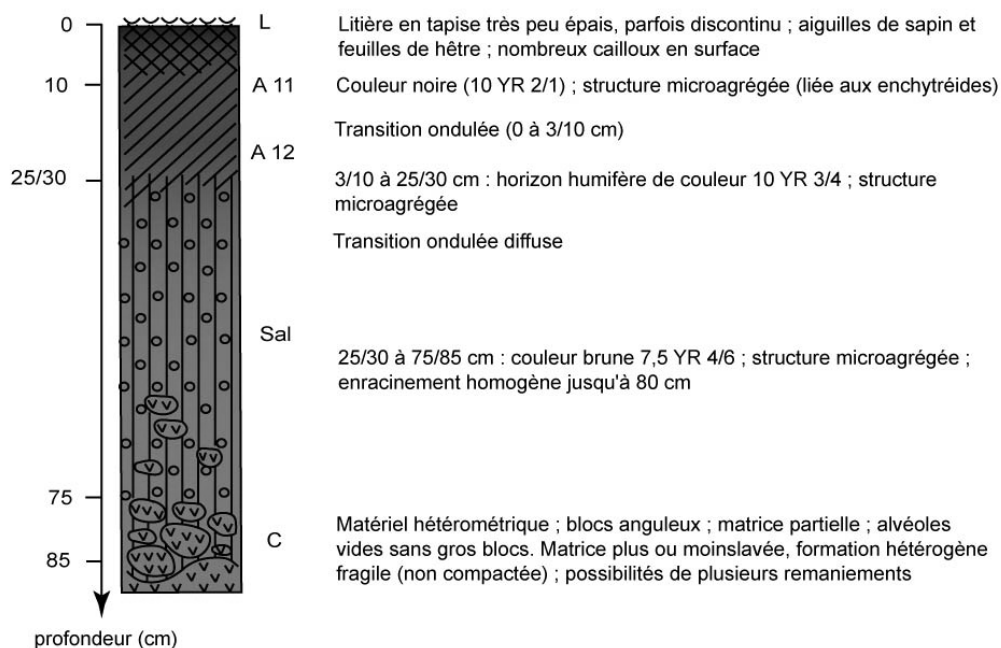 0
L
Litière en tapise très peu épais, parfois discontinu ; aiguilles de sapin et
feuilles de hêtre ; nombreux cailloux en surface
10
A 11
Couleur noire (10 YR 2/1) ; structure microagrégée (liée aux enchytréides)
Transition ondulée (0 à 3/10 cm)
A 12
25/30
3/10 à 25/30 cm : horizon humifère de couleur 10 YR 3/4 ; structure
microagrégée
Transition ondulée diffuse
Sal
25/30 à 75/85 cm : couleur brune 7,5 YR 4/6 ; structure microagrégée ;
enracinement homogène jusqu'à 80 cm
75
C
Matériel hétérométrique ; blocs anguleux ; matrice partielle ; alvéoles
vides sans gros blocs. Matrice plus ou moinslavée, formation hétérogène
fragile (non compactée) ; possibilités de plusieurs remaniements
85
profondeur (cm)